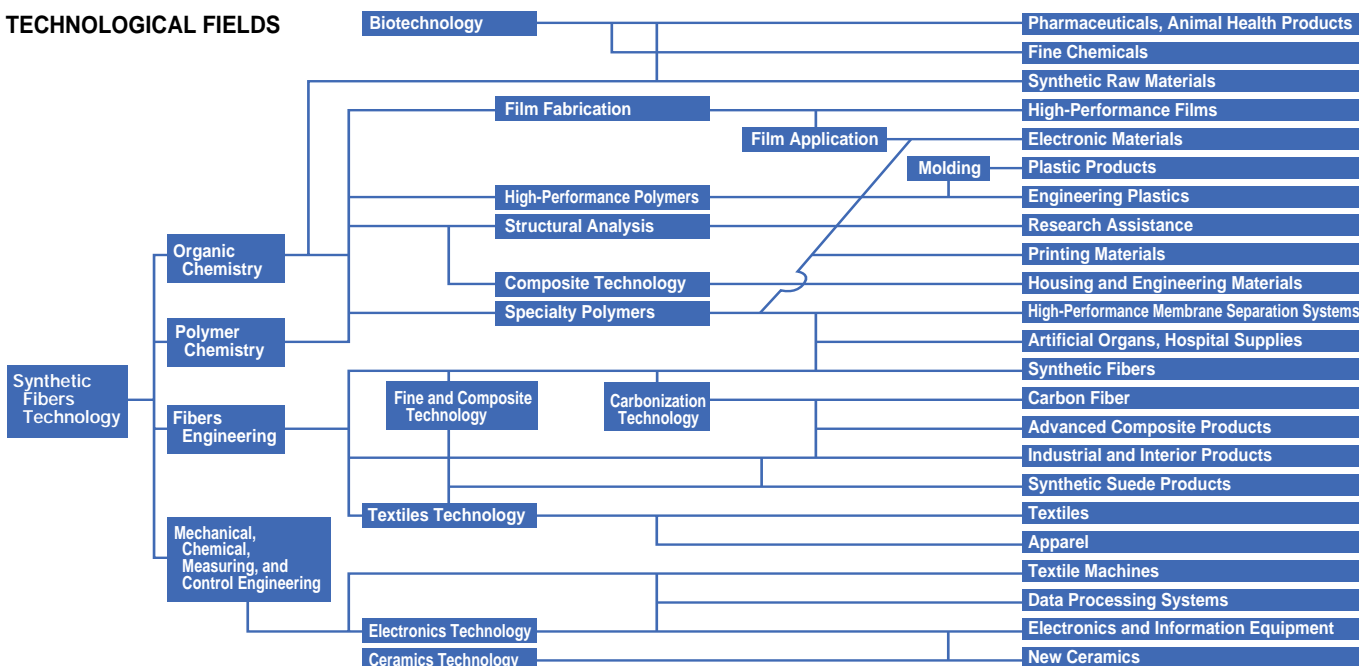 TECHNOLOGICAL FIELDS
Biotechnology
Pharmaceuticals, Animal Health Products
Fine Chemicals
Synthetic Raw Materials
Film Fabrication
High-Performance Films
Film Application
Electronic Materials
Molding
Plastic Products
High-Performance Polymers
Engineering Plastics
Structural Analysis
Research Assistance
Organic
Chemistry
Printing Materials
Composite Technology
Housing and Engineering Materials
Specialty Polymers
High-Performance Membrane Separation Systems
Polymer
Chemistry
Artificial Organs, Hospital Supplies
Synthetic Fibers
Synthetic
Fibers
Technology
Fine and Composite
Technology
Carbonization
Technology
Carbon Fiber
Fibers
Engineering
Advanced Composite Products
Industrial and Interior Products
Synthetic Suede Products
Textiles Technology
Textiles
Mechanical,
Chemical,
Measuring, and
Control Engineering
Apparel
Textile Machines
Data Processing Systems
Electronics Technology
Electronics and Information Equipment
Ceramics Technology
New Ceramics